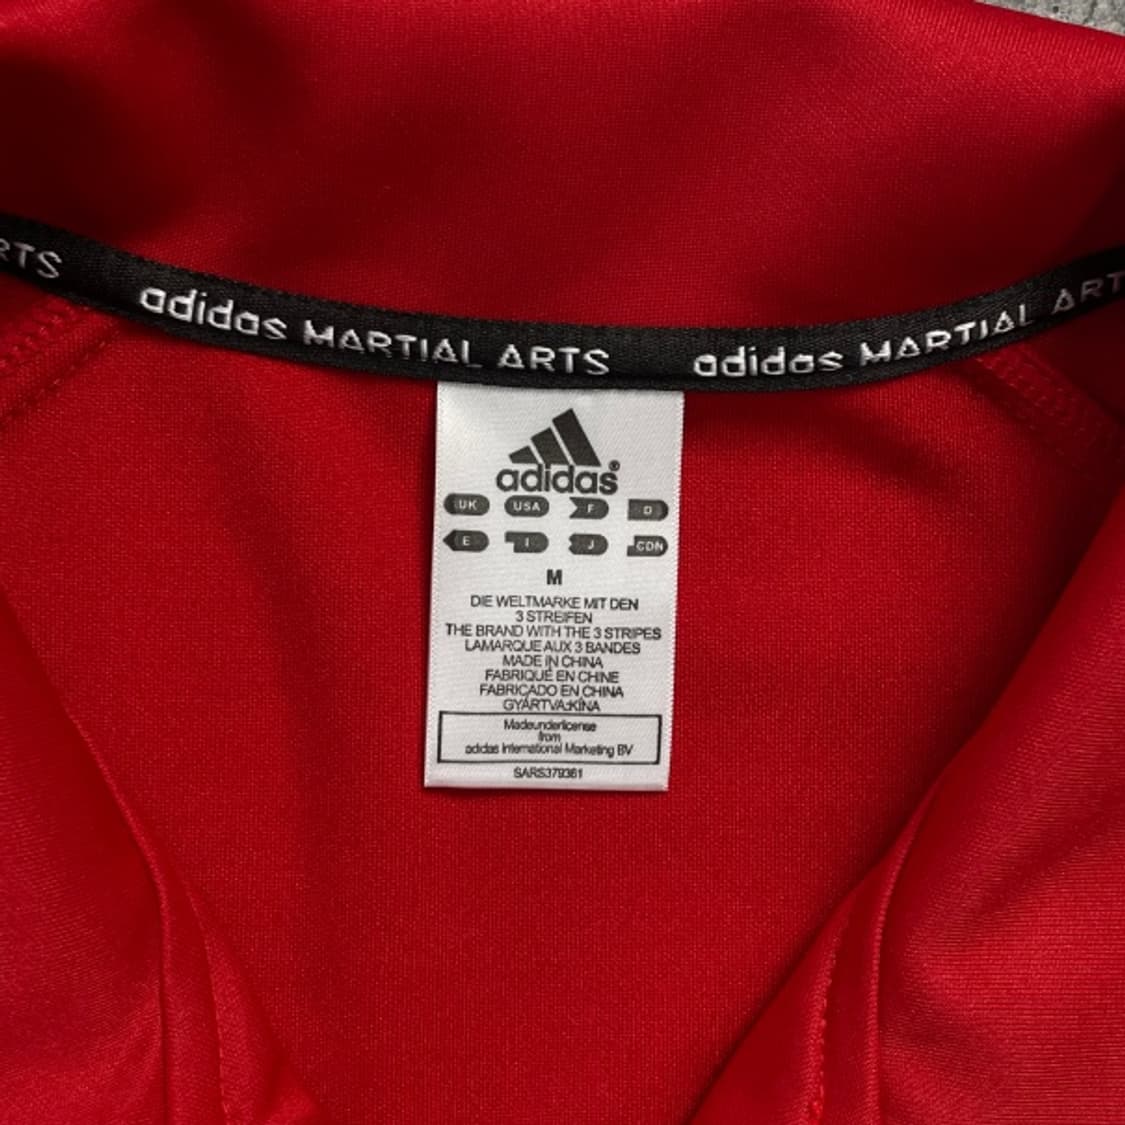 RTS adidas MARTIAL ARTS adidas MARTIAL ART
adidas®
UK USA F D
E I J CDN
M
DIE WELTMARKE MIT DEN
3 STREIFEN
THE BRAND WITH THE 3 STRIPES
LAMARQUE AUX 3 BANDES
MADE IN CHINA
FABRIQUÉ EN CHINE
FABRICADO EN CHINA
GYÁRTVA:KÍNA
Madeunderlicense
from
adidas International Marketing BV
SARS379361